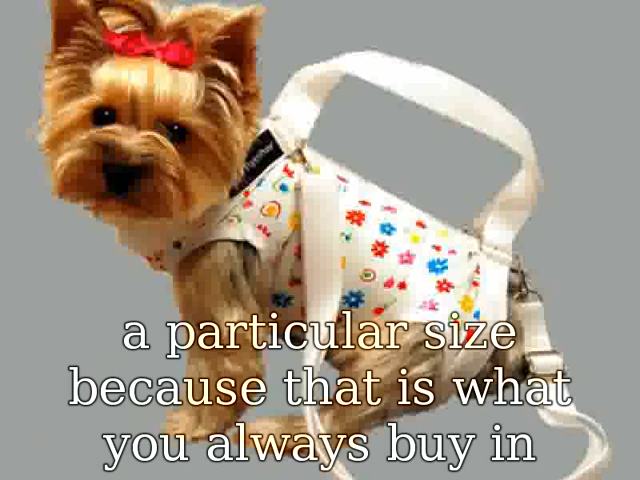 a particular size
because that is what
you always buy in